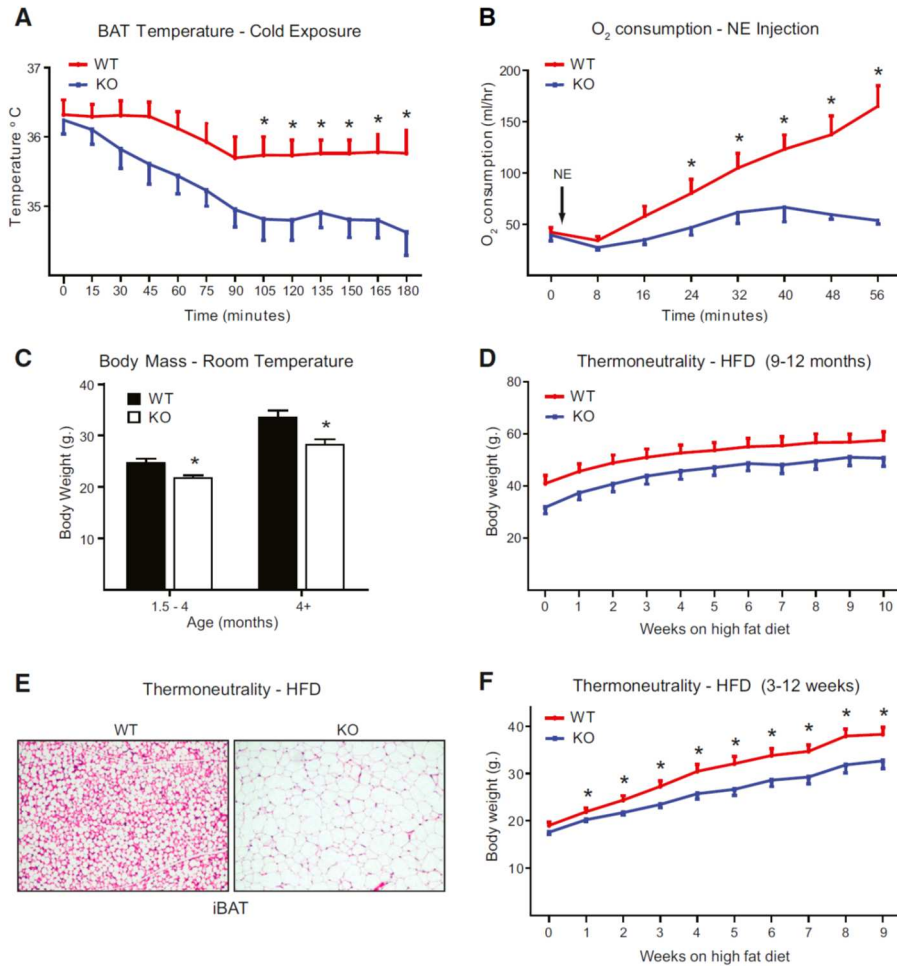 A
BAT Temperature - Cold Exposure
WT
KO
37
36
35
Temperature ° C
* * * * * *
0 15 30 45 60 75 90 105 120 135 150 165 180
Time (minutes)
B
O₂ consumption - NE Injection
WT
KO
200
150
100
50
O₂ consumption (ml/hr)
NE
* * * * *
0 8 16 24 32 40 48 56
Time (minutes)
C
Body Mass - Room Temperature
WT
KO
40
30
20
10
Body Weight (g.)
* *
1.5 - 4 4+
Age (months)
D
Thermoneutrality - HFD (9-12 months)
WT
KO
80
60
40
20
Body weight (g.)
0 1 2 3 4 5 6 7 8 9 10
Weeks on high fat diet
E
Thermoneutrality - HFD
WT KO
iBAT
F
Thermoneutrality - HFD (3-12 weeks)
WT
KO
40
30
20
10
Body weight (g.)
* * * * * * * * *
0 1 2 3 4 5 6 7 8 9
Weeks on high fat diet